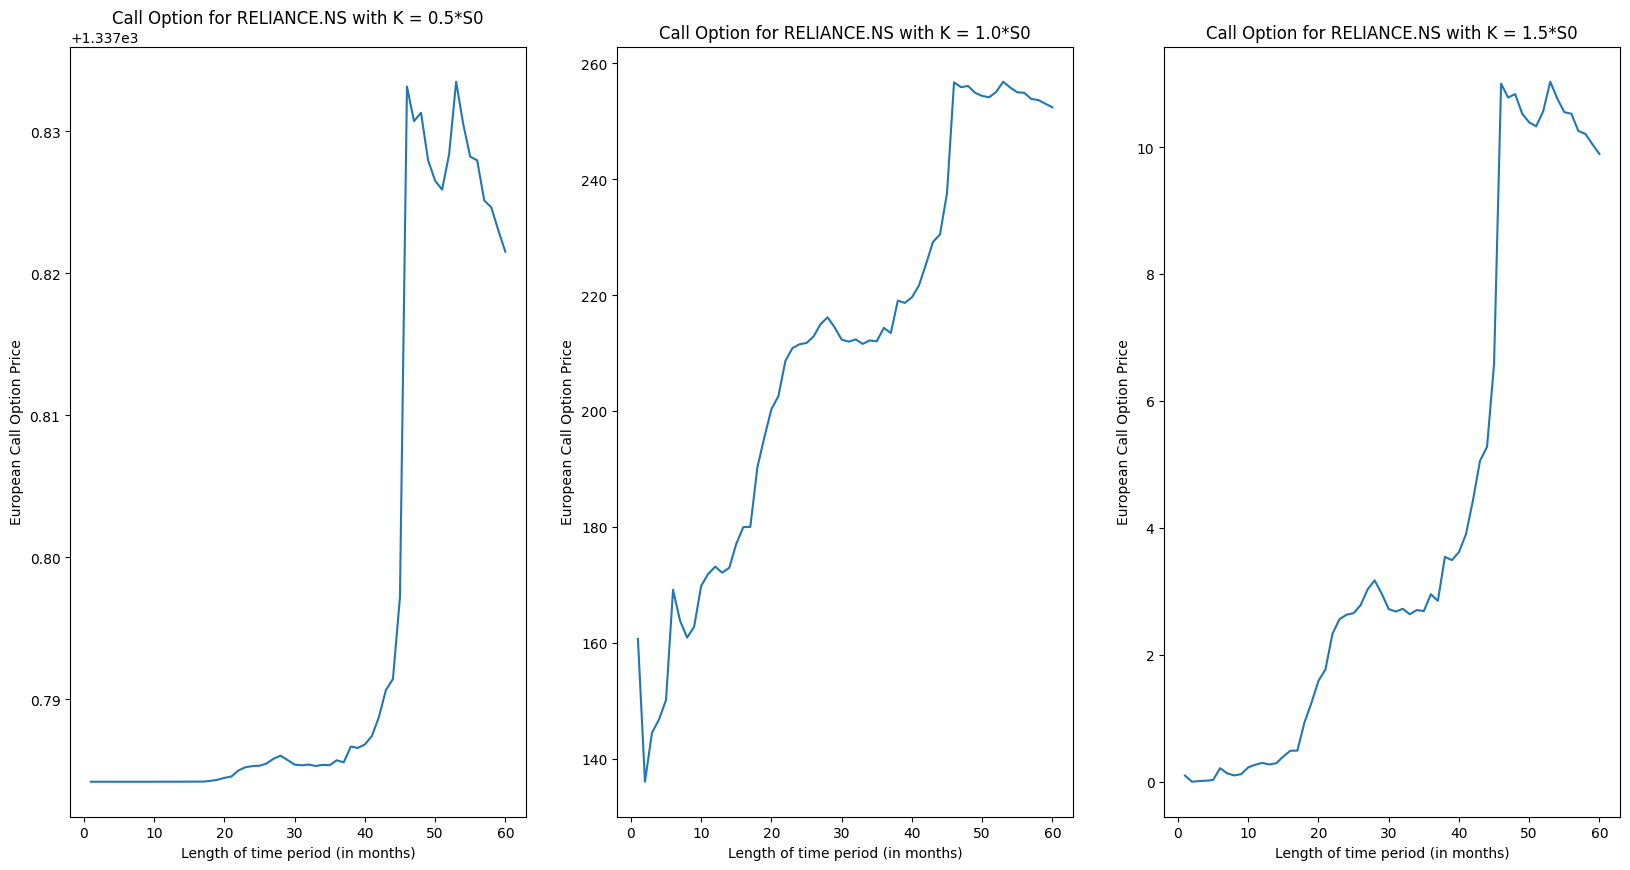 Call Option for RELIANCE.NS with K = 0.5*S0
+1.337e3
0.83
0.82
0.81
0.80
0.79
European Call Option Price
0 10 20 30 40 50 60
Length of time period (in months)
Call Option for RELIANCE.NS with K = 1.0*S0
260
240
220
200
180
160
140
European Call Option Price
0 10 20 30 40 50 60
Length of time period (in months)
Call Option for RELIANCE.NS with K = 1.5*S0
10
8
6
4
2
0
European Call Option Price
0 10 20 30 40 50 60
Length of time period (in months)